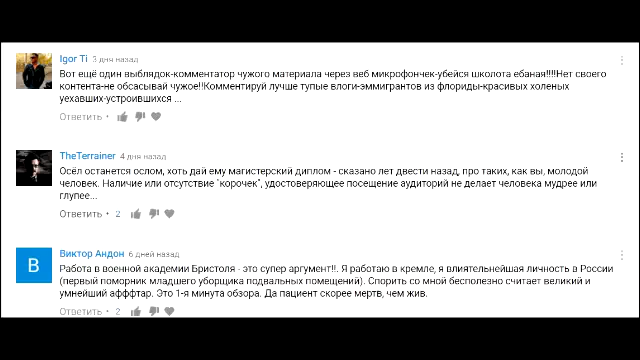 Igor Ti 3 дня назад
Вот ещё один выблядок-комментатор чужого материала через веб микрофончек-убейся школота ебаная!!!!Нет своего
контента-не обсасывай чужое!!Комментируй лучше тупые влоги-эммигрантов из флориды-красивых холеных
уехавших-устроившихся ...
Ответить •
TheTerrainer 4 дня назад
Осёл останется ослом, хоть дай ему магистерский диплом - сказано лет двести назад, про таких, как вы, молодой
человек. Наличие или отсутствие "корочек", удостоверяющее посещение аудиторий не делает человека мудрее или
глупее...
Ответить • 2
В
Виктор Андон 6 дней назад
Работа в военной академии Бристоля - это супер аргумент!!. Я работаю в кремле, я влиятельнейшая личность в России
(первый поморник младшего уборщика подвальных помещений). Спорить со мной бесполезно считает великий и
умнейший афффтар. Это 1-я минута обзора. Да пациент скорее мертв, чем жив.
Ответить • 2